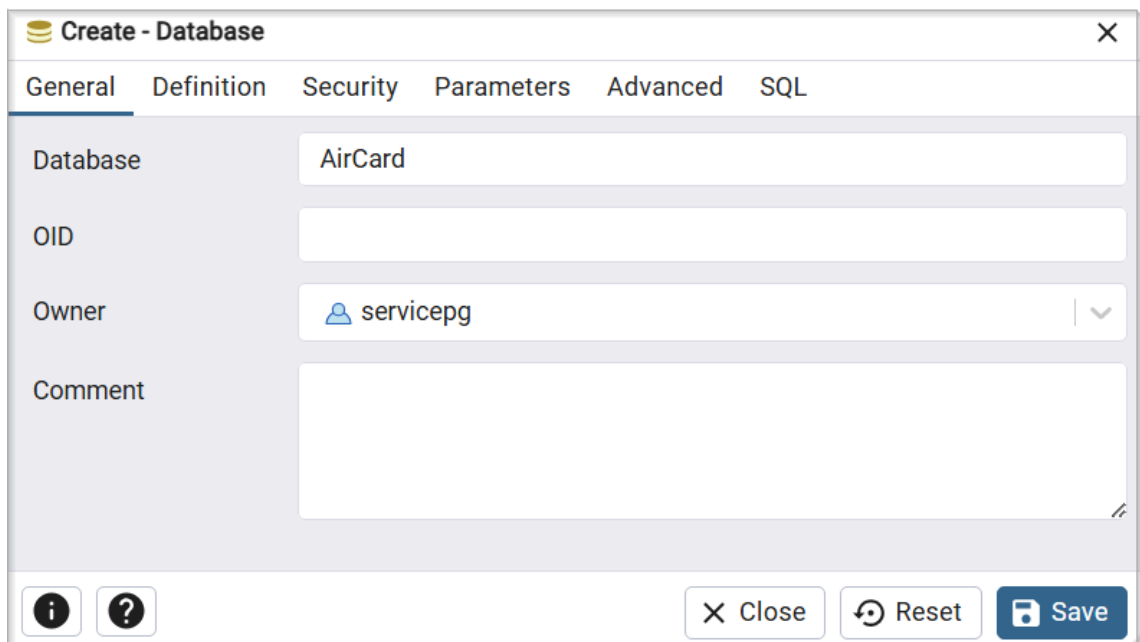 Create - Database
General Definition Security Parameters Advanced SQL
Database AirCard
OID
Owner servicepg
Comment
Close Reset Save